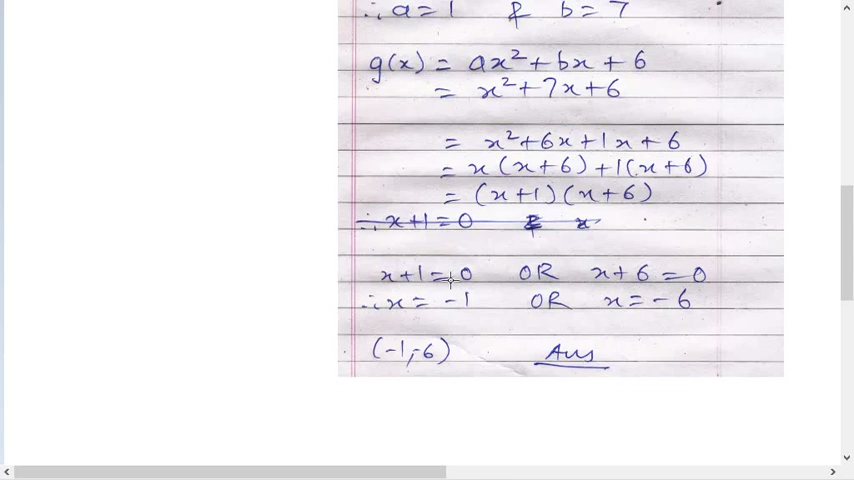 ∴ a = 1 & b = 7
g(x) = ax² + bx + 6
= x² + 7x + 6
= x² + 6x + 1x + 6
= x(x+6) + 1(x+6)
= (x+1)(x+6)
∴ x+1=0 & x
x+1=0 OR x+6=0
∴ x = -1 OR x = -6
(-1,-6) Ans